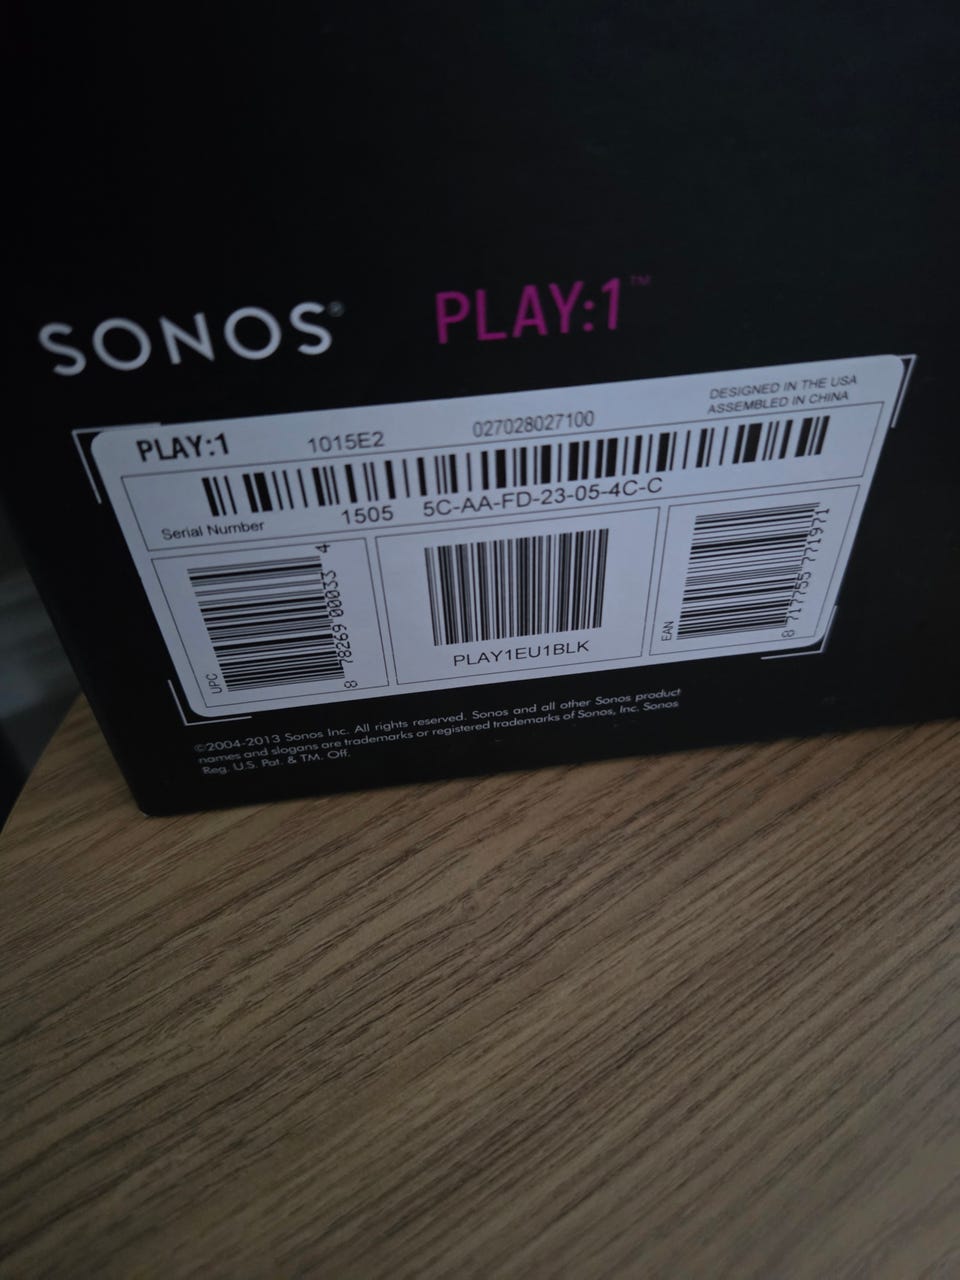 SONOS® PLAY:1™
PLAY:1 1015E2 027028027100 DESIGNED IN THE USA
ASSEMBLED IN CHINA
Serial Number 1505 5C-AA-FD-23-05-4C-C
UPC 8 78269 00033 4
PLAY1EU1BLK
EAN 8 717755 771971
©2004-2013 Sonos Inc. All rights reserved. Sonos and all other Sonos product
names and slogans are trademarks or registered trademarks of Sonos, Inc. Sonos
Reg. U.S. Pat. & TM. Off.